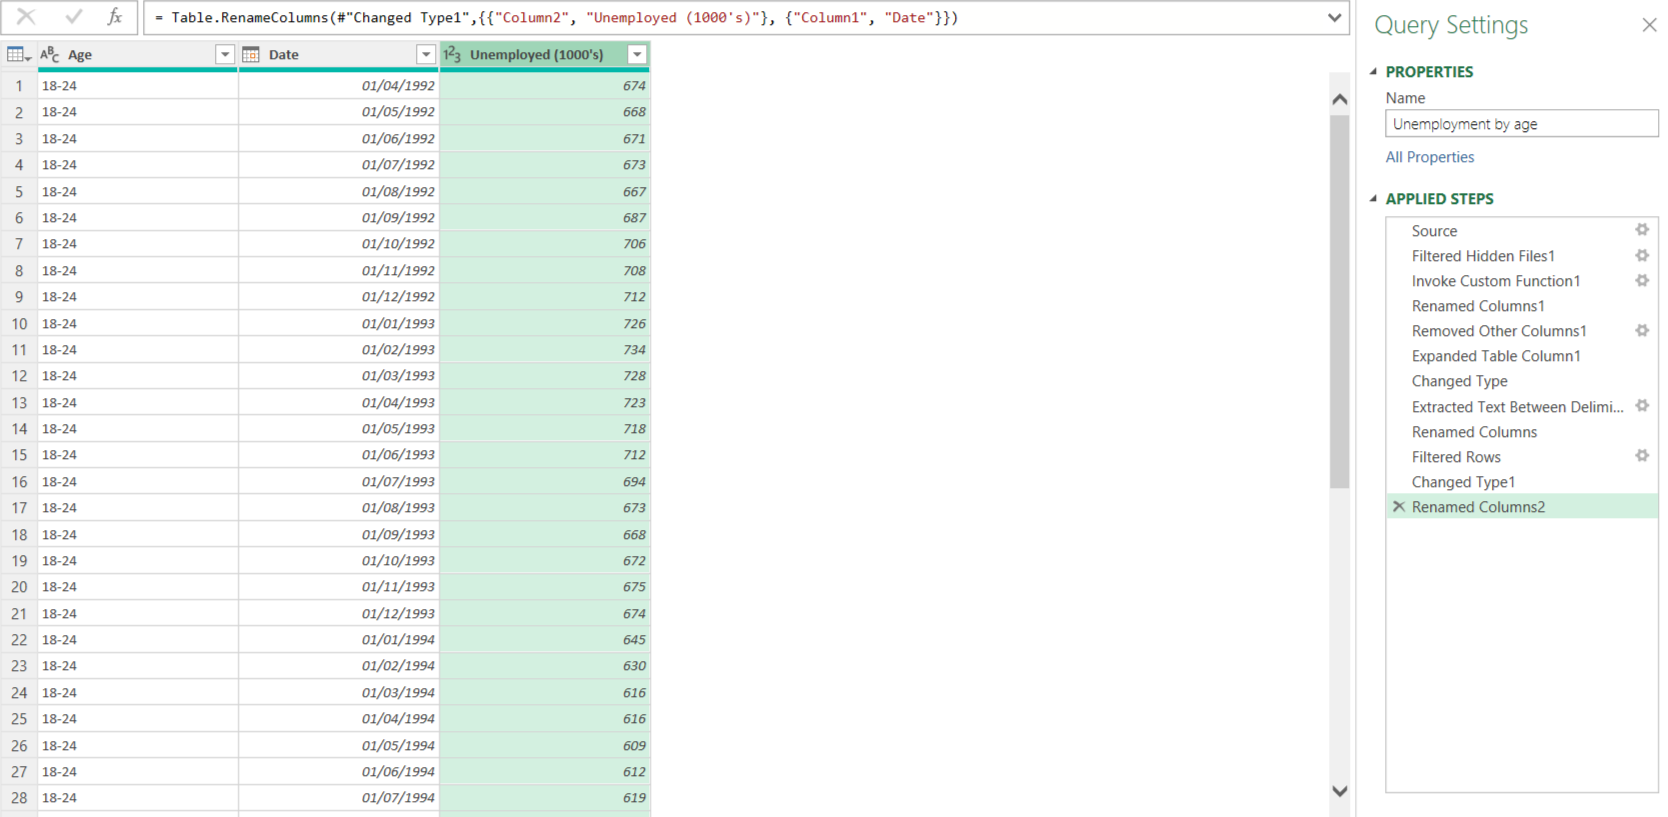 fx = Table.RenameColumns(#"Changed Type1",{{"Column2", "Unemployed (1000's)"}, {"Column1", "Date"}})
ABC Age Date 123 Unemployed (1000's)
1 18-24 01/04/1992 674
2 18-24 01/05/1992 668
3 18-24 01/06/1992 671
4 18-24 01/07/1992 673
5 18-24 01/08/1992 667
6 18-24 01/09/1992 687
7 18-24 01/10/1992 706
8 18-24 01/11/1992 708
9 18-24 01/12/1992 712
10 18-24 01/01/1993 726
11 18-24 01/02/1993 734
12 18-24 01/03/1993 728
13 18-24 01/04/1993 723
14 18-24 01/05/1993 718
15 18-24 01/06/1993 712
16 18-24 01/07/1993 694
17 18-24 01/08/1993 673
18 18-24 01/09/1993 668
19 18-24 01/10/1993 672
20 18-24 01/11/1993 675
21 18-24 01/12/1993 674
22 18-24 01/01/1994 645
23 18-24 01/02/1994 630
24 18-24 01/03/1994 616
25 18-24 01/04/1994 616
26 18-24 01/05/1994 609
27 18-24 01/06/1994 612
28 18-24 01/07/1994 619
Query Settings
PROPERTIES
Name
Unemployment by age
All Properties
APPLIED STEPS
Source
Filtered Hidden Files1
Invoke Custom Function1
Renamed Columns1
Removed Other Columns1
Expanded Table Column1
Changed Type
Extracted Text Between Delimi...
Renamed Columns
Filtered Rows
Changed Type1
Renamed Columns2